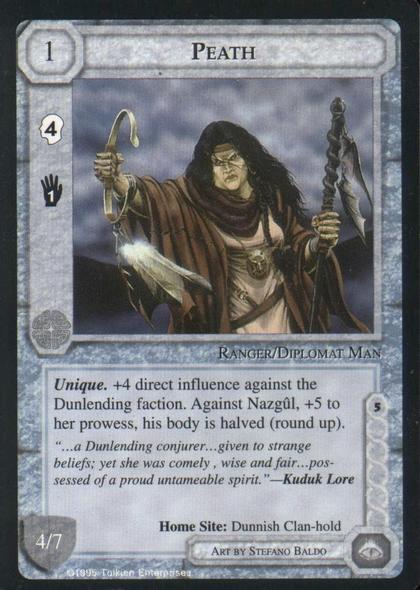 1
PEATH
4
1
RANGER/DIPLOMAT MAN
Unique. +4 direct influence against the
Dunlending faction. Against Nazgûl, +5 to
her prowess, his body is halved (round up).
“...a Dunlending conjurer...given to strange
beliefs; yet she was comely , wise and fair...pos-
sessed of a proud untameable spirit.”—Kuduk Lore
5
Home Site: Dunnish Clan-hold
4/7
ART BY STEFANO BALDO
©1995 Tolkien Enterprises